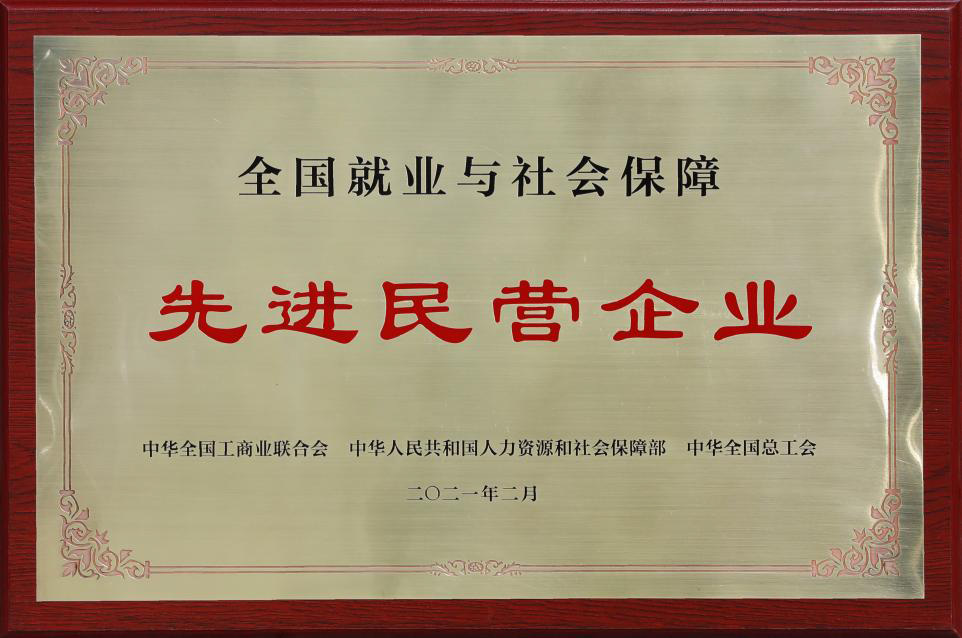 全国就业与社会保障
先进民营企业
中华全国工商业联合会 中华人民共和国人力资源和社会保障部 中华全国总工会
二〇二一年二月